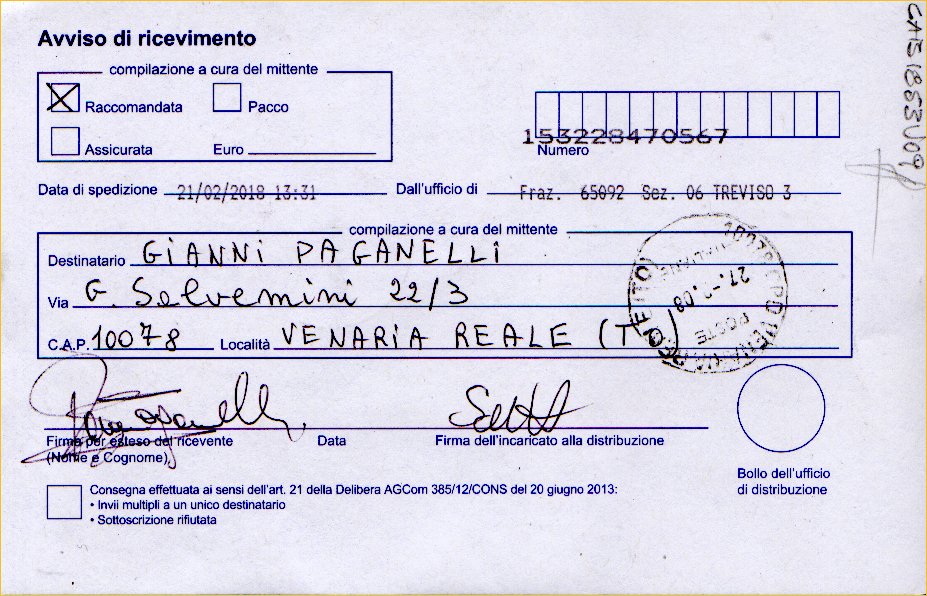 Avviso di ricevimento
compilazione a cura del mittente
Raccomandata Pacco
Assicurata Euro
153228470567
Numero
Data di spedizione 21/02/2018 13:31 Dall'ufficio di Fraz. 65092 Sez. 06 TREVISO 3
compilazione a cura del mittente
Destinatario GIANNI PAGANELLI
Via G. Selvemini 22/3
C.A.P. 10078 Località VENARIA REALE (T
Firma per esteso del ricevente Data Firma dell'incaricato alla distribuzione
(Nome e Cognome)
Bollo dell'ufficio
di distribuzione
Consegna effettuata ai sensi dell'art. 21 della Delibera AGCom 385/12/CONS del 20 giugno 2013:
• Invii multipli a un unico destinatario
• Sottoscrizione rifiutata
POSTE